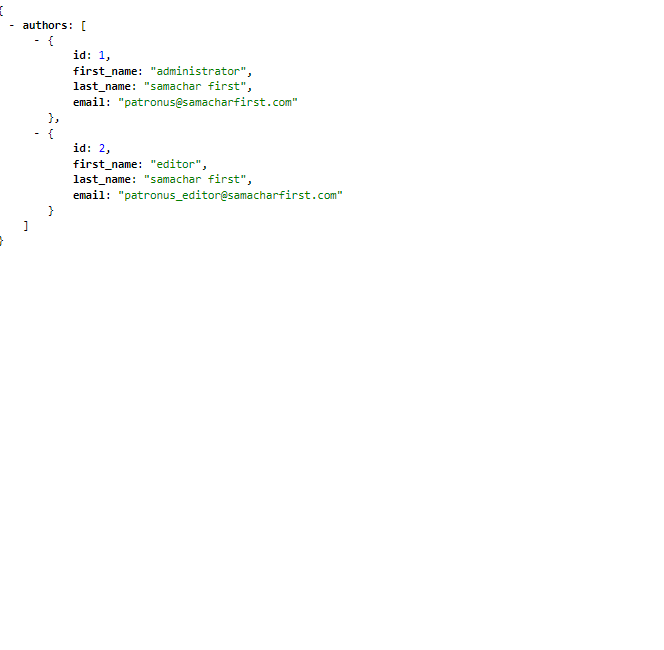 {
- authors: [
- {
id: 1,
first_name: "administrator",
last_name: "samachar first",
email: "patronus@samacharfirst.com"
},
- {
id: 2,
first_name: "editor",
last_name: "samachar first",
email: "patronus_editor@samacharfirst.com"
}
]
}